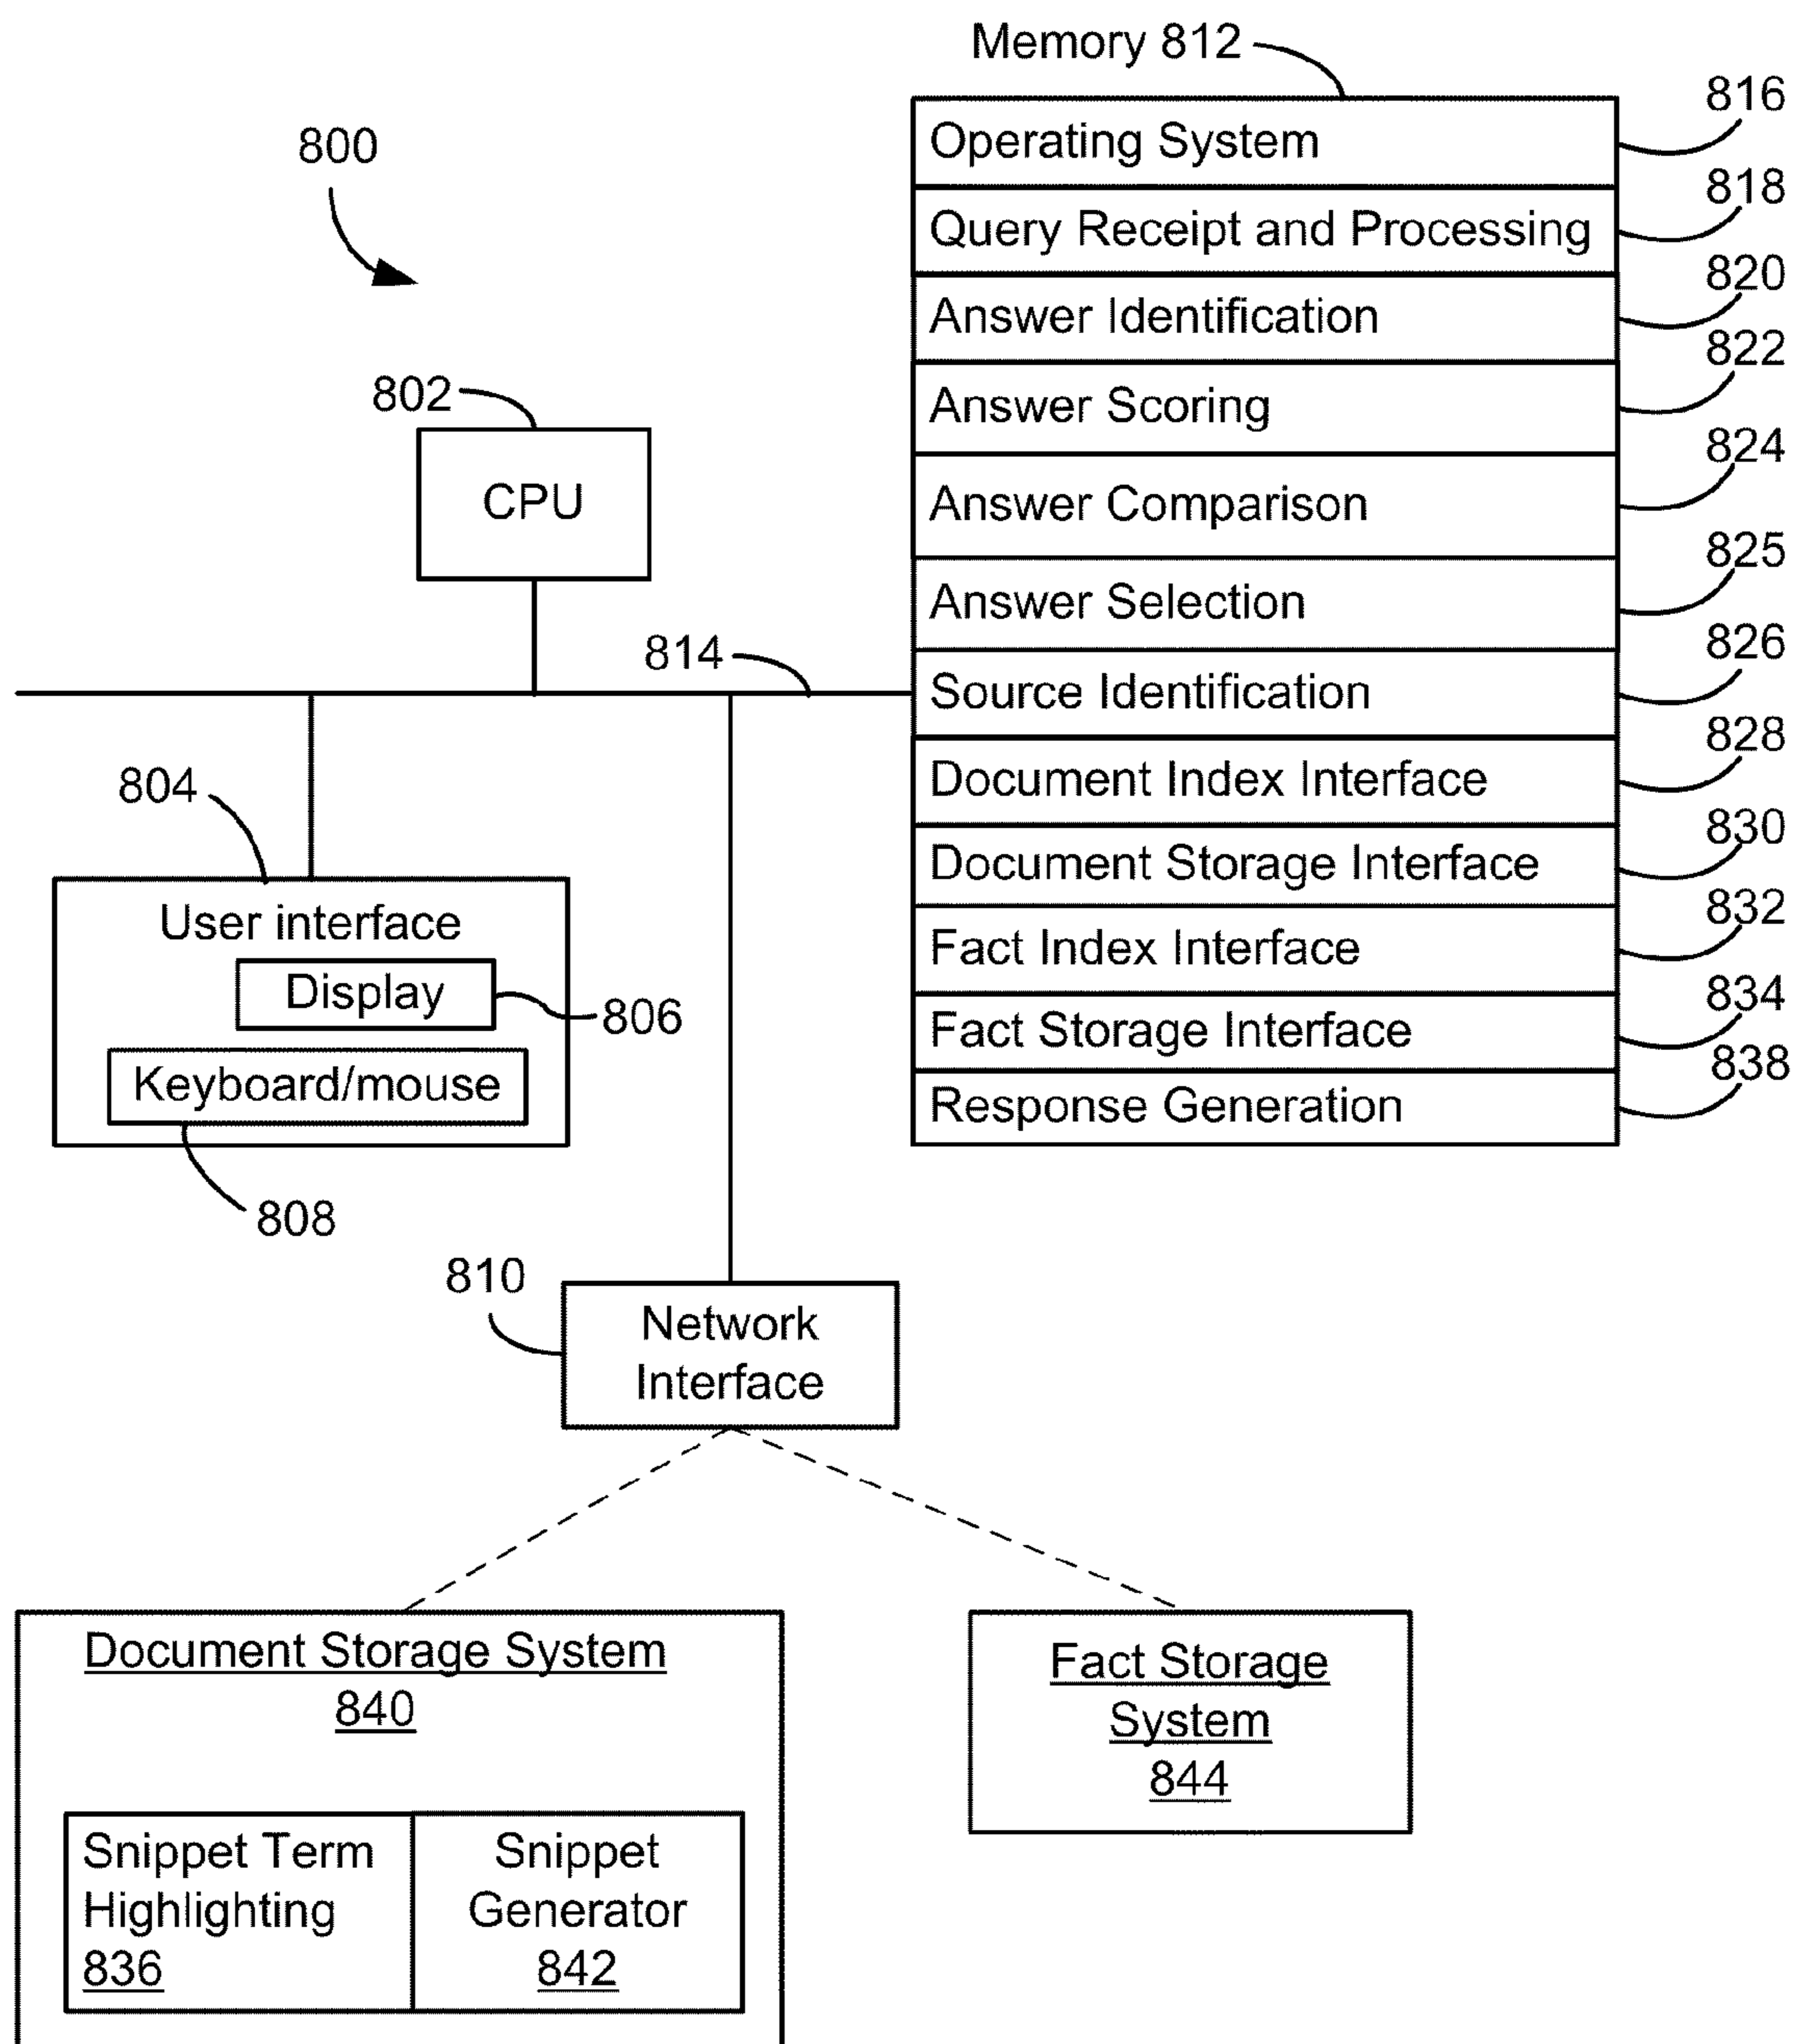 Memory 812
800
Operating System
816
Query Receipt and Processing
818
Answer Identification
820
Answer Scoring
822
Answer Comparison
824
Answer Selection
825
Source Identification
826
Document Index Interface
828
Document Storage Interface
830
Fact Index Interface
832
Fact Storage Interface
834
Response Generation
838
802
CPU
814
804
User interface
Display
806
Keyboard/mouse
808
810
Network
Interface
Document Storage System
840
Snippet Term
Highlighting
836
Snippet
Generator
842
Fact Storage
System
844